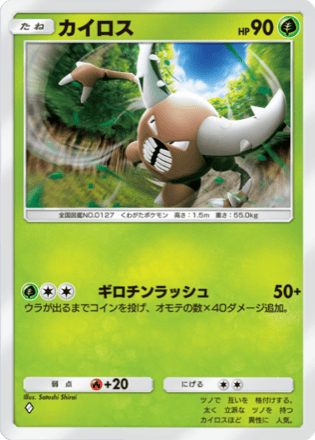 たね カイロス HP90
全国図鑑NO.0127 くわがたポケモン 高さ：1.5m 重さ：55.0kg
ギロチンラッシュ 50+
ウラが出るまでコインを投げ、オモテの数×40ダメージ追加。
弱点 +20 にげる
Illus. Satoshi Shirai
ツノで 互いを 格付けする。
太く 立派な ツノを 持つ
カイロスほど 異性に 人気。